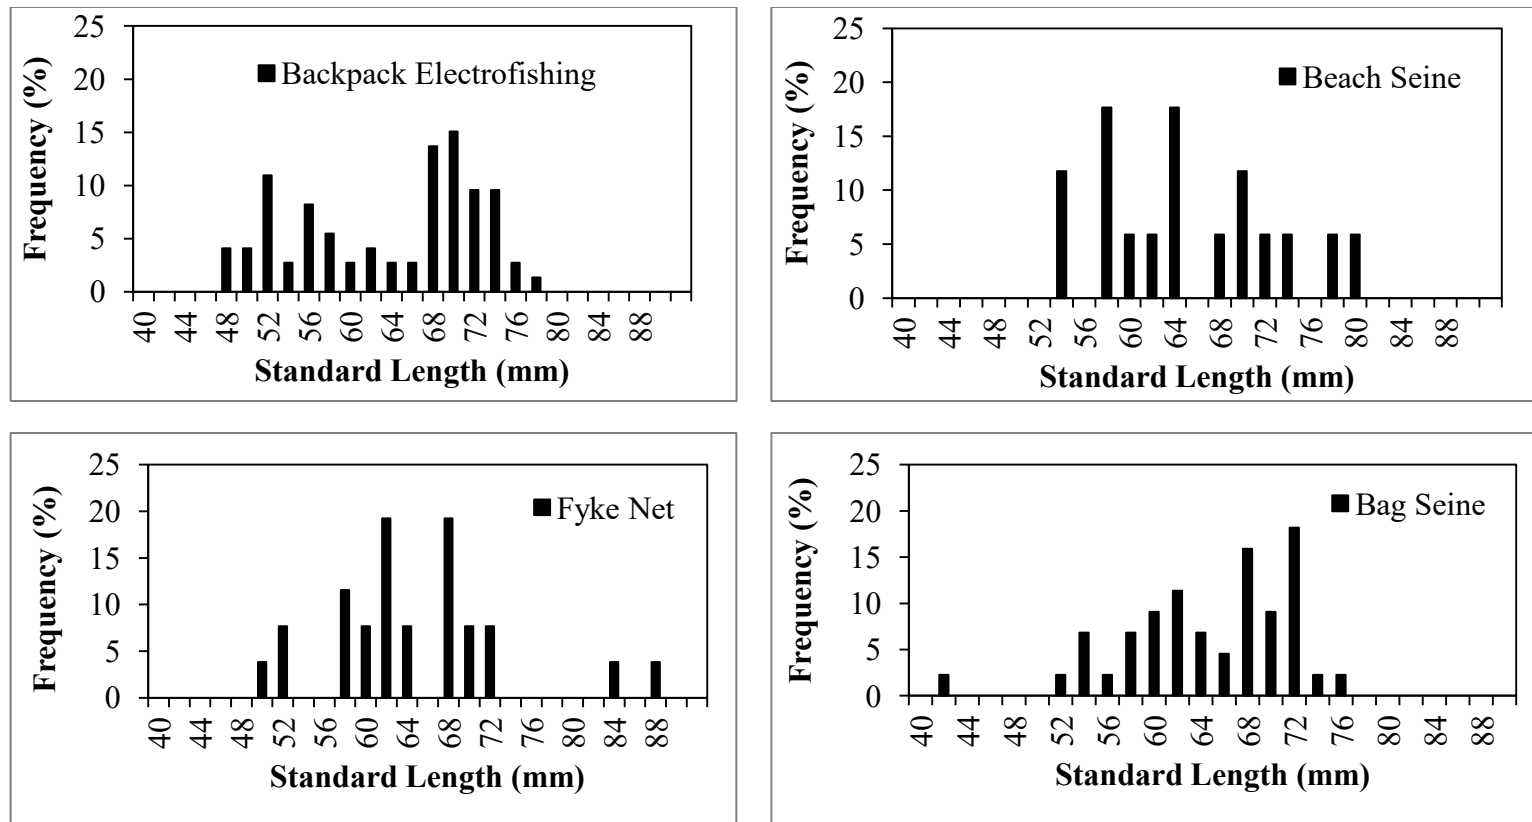 Backpack Electrofishing
Frequency (%)
25
20
15
10
5
0
40 44 48 52 56 60 64 68 72 76 80 84 88
Standard Length (mm)
Beach Seine
Frequency (%)
25
20
15
10
5
0
40 44 48 52 56 60 64 68 72 76 80 84 88
Standard Length (mm)
Fyke Net
Frequency (%)
25
20
15
10
5
0
40 44 48 52 56 60 64 68 72 76 80 84 88
Standard Length (mm)
Bag Seine
Frequency (%)
25
20
15
10
5
0
40 44 48 52 56 60 64 68 72 76 80 84 88
Standard Length (mm)